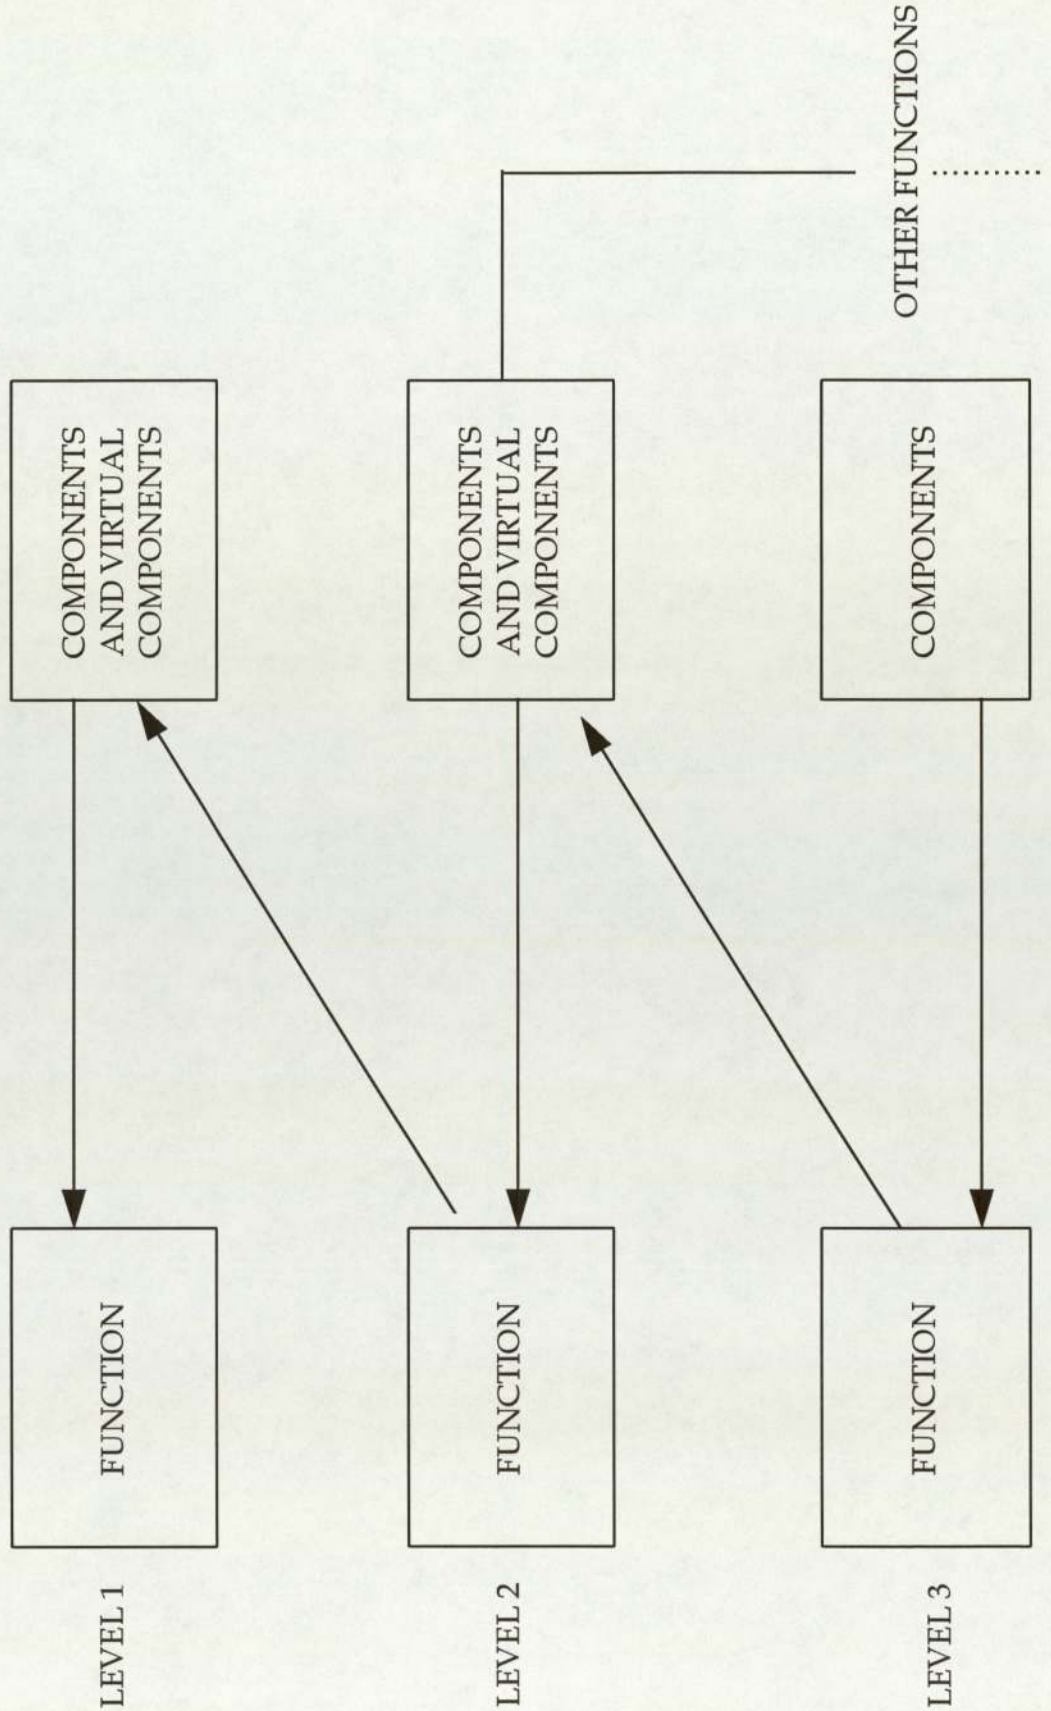 LEVEL 1
FUNCTION
COMPONENTS
AND VIRTUAL
COMPONENTS
LEVEL 2
FUNCTION
COMPONENTS
AND VIRTUAL
COMPONENTS
LEVEL 3
FUNCTION
COMPONENTS
OTHER FUNCTIONS